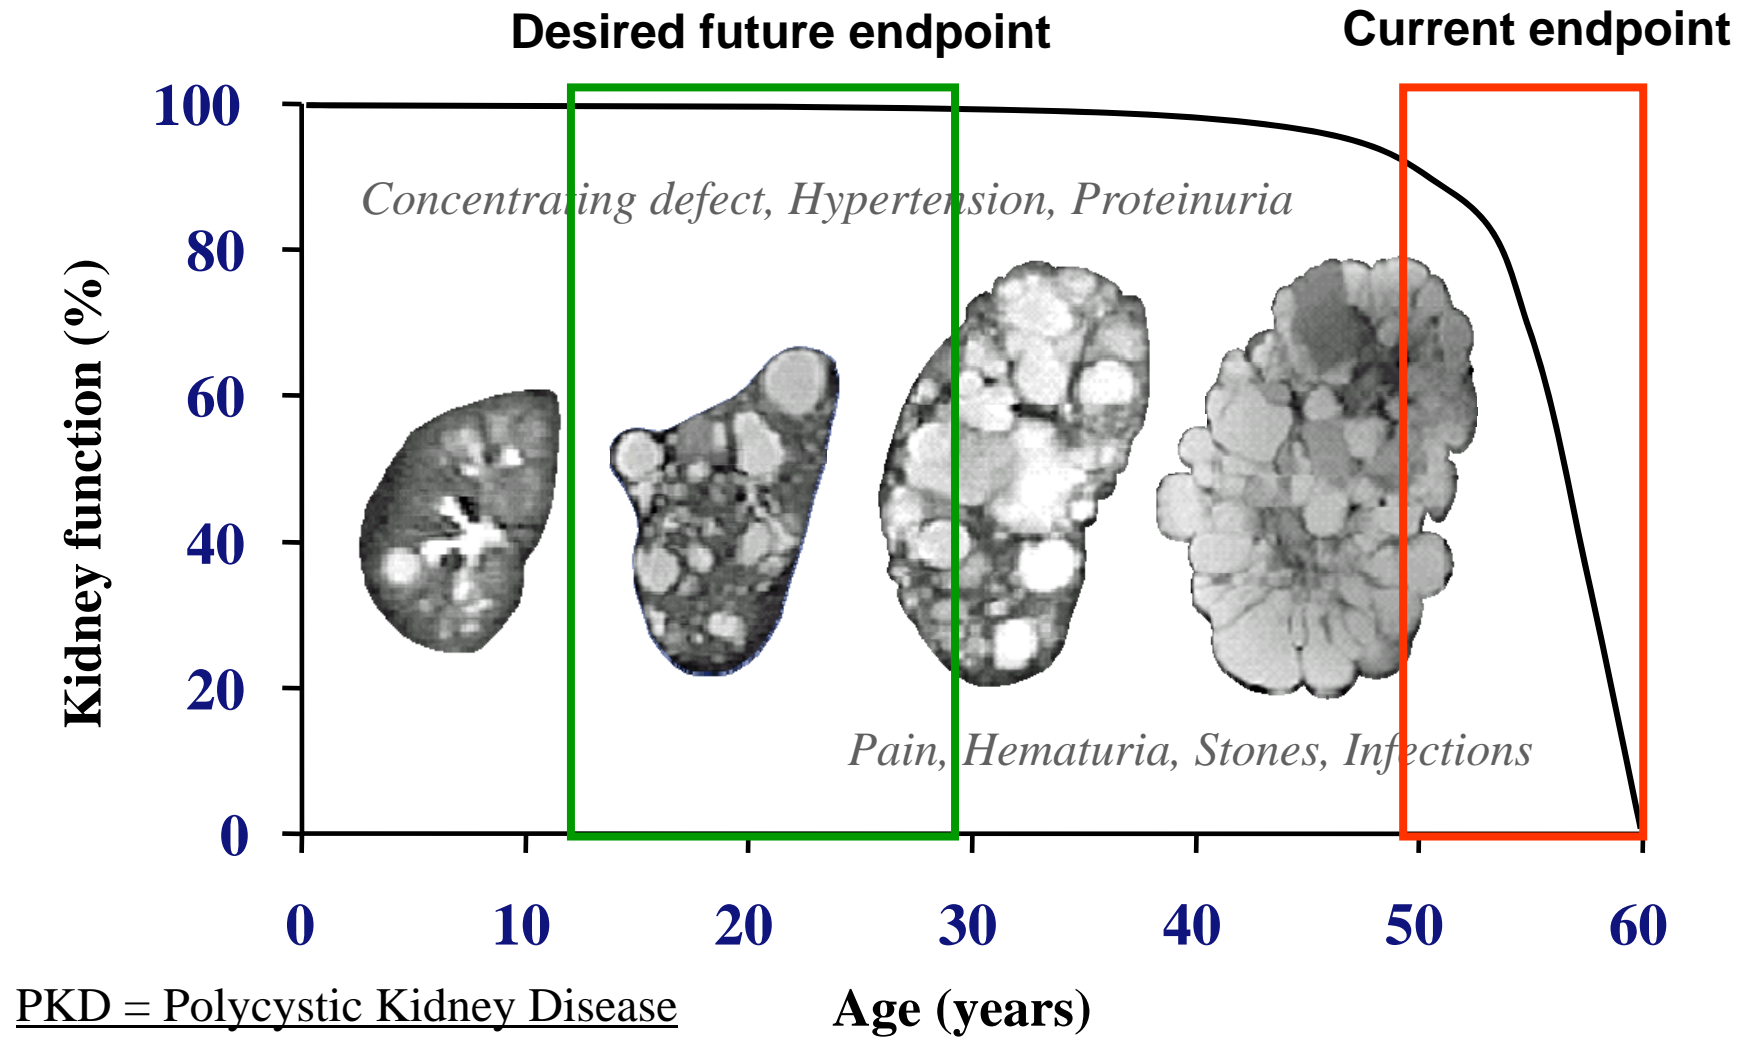 Desired future endpoint
Current endpoint
100
Concentrating defect, Hypertension, Proteinuria
80
60
40
20
0
Kidney function (%)
Pain, Hematuria, Stones, Infections
0 10 20 30 40 50 60
PKD = Polycystic Kidney Disease
Age (years)